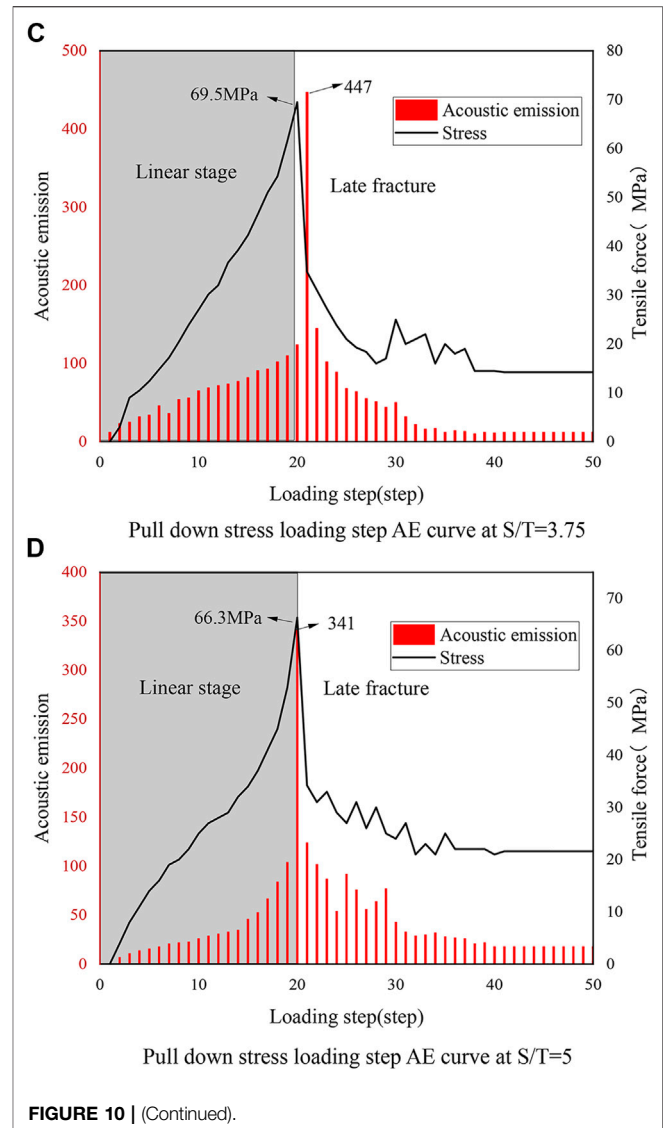 C
500
400
300
200
100
0
Acoustic emission
80
70
60
50
40
30
20
10
0
Tensile force( MPa)
69.5MPa
447
Acoustic emission
Stress
Linear stage
Late fracture
0
10
20
30
40
50
Loading step(step)
Pull down stress loading step AE curve at S/T=3.75
D
400
350
300
250
200
150
100
50
0
Acoustic emission
70
60
50
40
30
20
10
0
Tensile force( MPa)
66.3MPa
341
Acoustic emission
Stress
Linear stage
Late fracture
0
10
20
30
40
50
Loading step(step)
Pull down stress loading step AE curve at S/T=5
FIGURE 10 | (Continued).